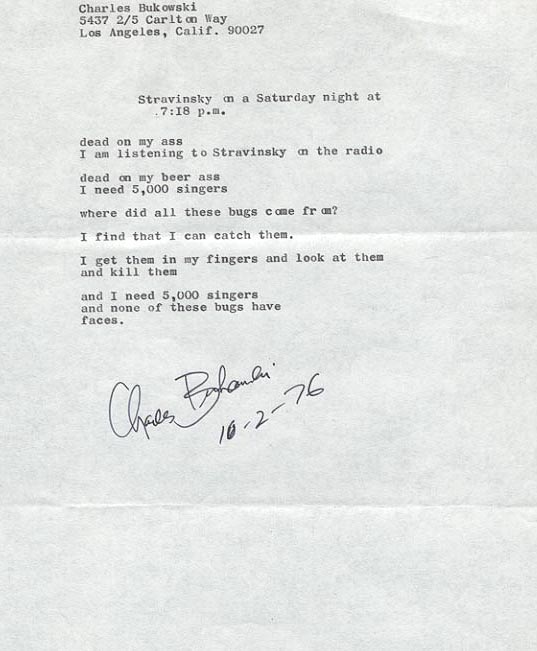 Charles Bukowski
5437 2/5 Carlton Way
Los Angeles, Calif. 90027
Stravinsky on a Saturday night at
7:18 p.m.
dead on my ass
I am listening to Stravinsky on the radio
dead on my beer ass
I need 5,000 singers
where did all these bugs come from?
I find that I can catch them.
I get them in my fingers and look at them
and kill them
and I need 5,000 singers
and none of these bugs have
faces.
Charles Bukowski
10-2-76